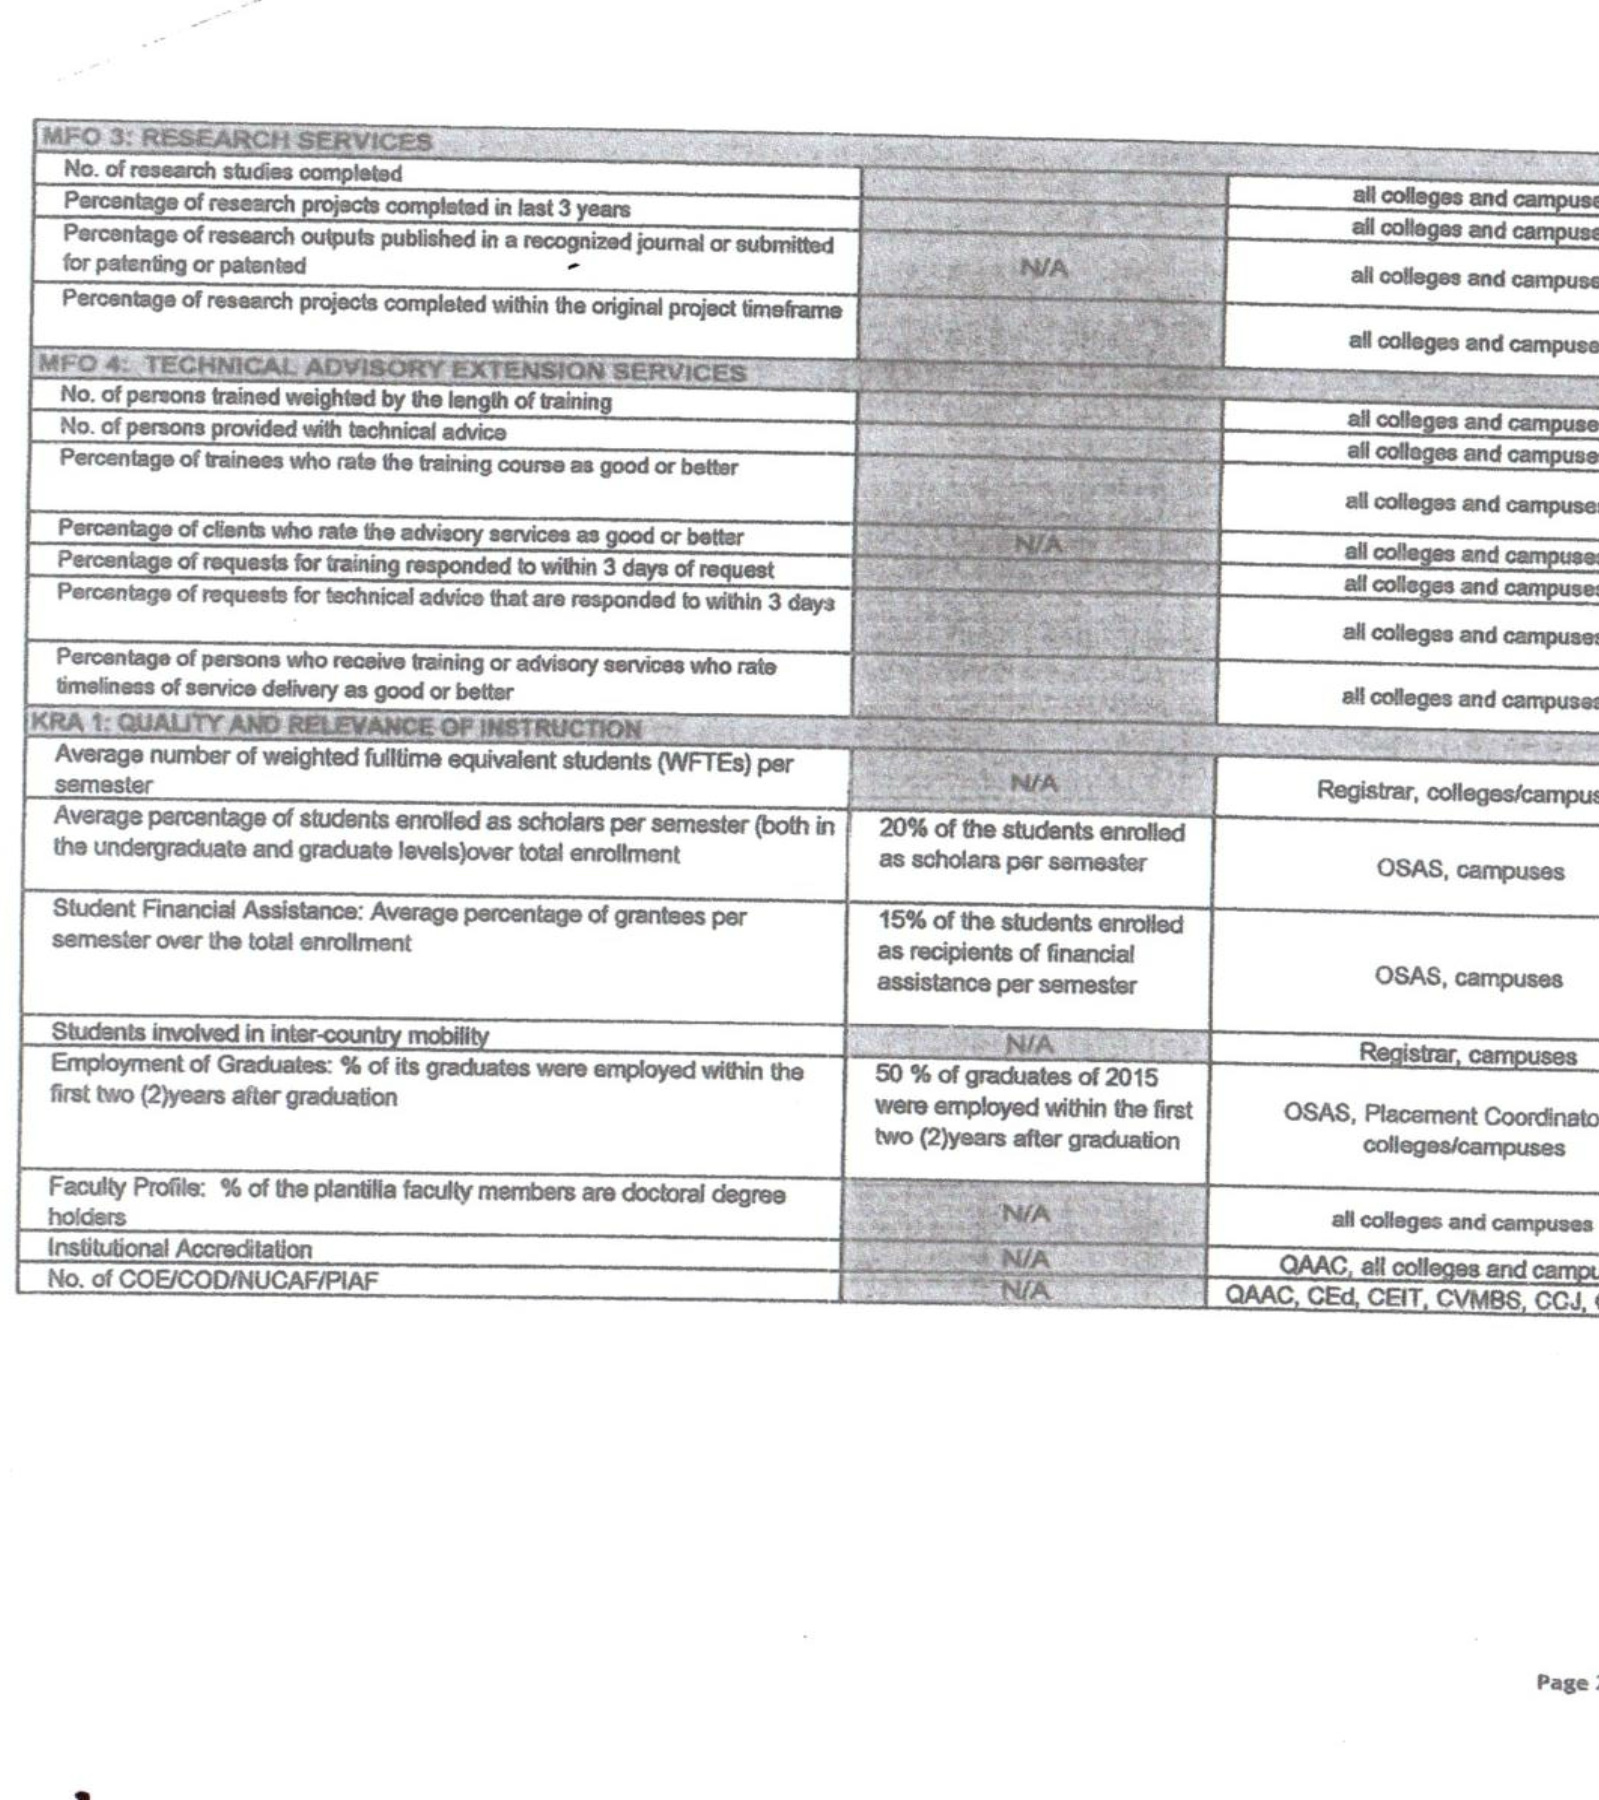 MFO 3: RESEARCH SERVICES
No. of research studies completed
all colleges and campuse
Percentage of research projects completed in last 3 years
all colleges and campuse
Percentage of research outputs published in a recognized journal or submitted
for patenting or patented
N/A
all colleges and campuse
Percentage of research projects completed within the original project timeframe
all colleges and campuse
MFO 4: TECHNICAL ADVISORY EXTENSION SERVICES
No. of persons trained weighted by the length of training
all colleges and campuse
No. of persons provided with technical advice
all colleges and campuse
Percentage of trainees who rate the training course as good or better
all colleges and campuses
Percentage of clients who rate the advisory services as good or better
N/A
all colleges and campuses
Percentage of requests for training responded to within 3 days of request
all colleges and campuses
Percentage of requests for technical advice that are responded to within 3 days
all colleges and campuses
Percentage of persons who receive training or advisory services who rate
timeliness of service delivery as good or better
all colleges and campuses
KRA 1: QUALITY AND RELEVANCE OF INSTRUCTION
Average number of weighted fulltime equivalent students (WFTEs) per
semester
N/A
Registrar, colleges/campus
Average percentage of students enrolled as scholars per semester (both in
the undergraduate and graduate levels)over total enrollment
20% of the students enrolled
as scholars per semester
OSAS, campuses
Student Financial Assistance: Average percentage of grantees per
semester over the total enrollment
15% of the students enrolled
as recipients of financial
assistance per semester
OSAS, campuses
Students involved in inter-country mobility
N/A
Registrar, campuses
Employment of Graduates: % of its graduates were employed within the
first two (2)years after graduation
50 % of graduates of 2015
were employed within the first
two (2)years after graduation
OSAS, Placement Coordinato
colleges/campuses
Faculty Profile: % of the plantilla faculty members are doctoral degree
holders
N/A
all colleges and campuses
Institutional Accreditation
N/A
QAAC, all colleges and campu
No. of COE/COD/NUCAF/PIAF
N/A
QAAC, CEd, CEIT, CVMBS, CCJ,
Page